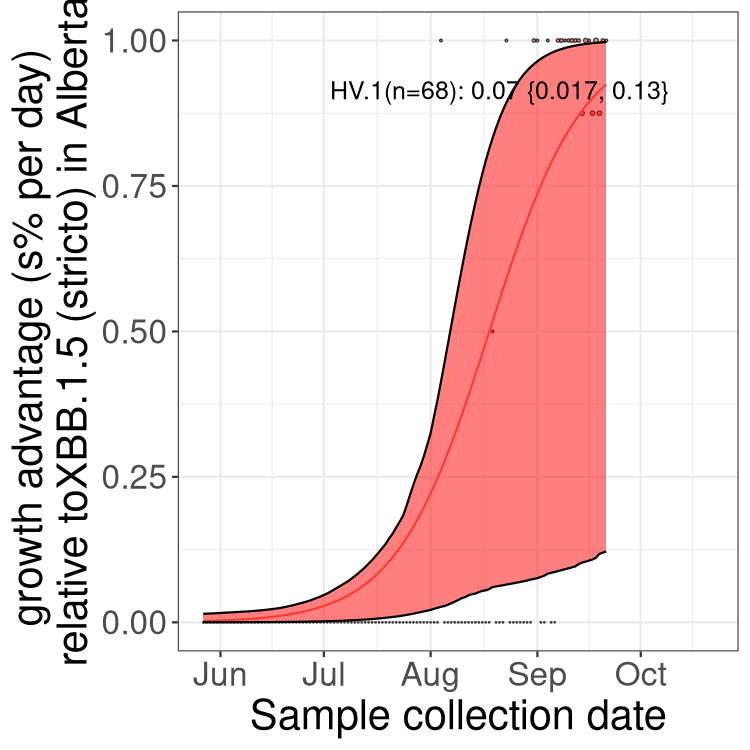 growth advantage (s% per day)
relative toXBB.1.5 (stricto) in Alberta
1.00
0.75
0.50
0.25
0.00
HV.1(n=68): 0.07 {0.017, 0.13}
Jun Jul Aug Sep Oct
Sample collection date